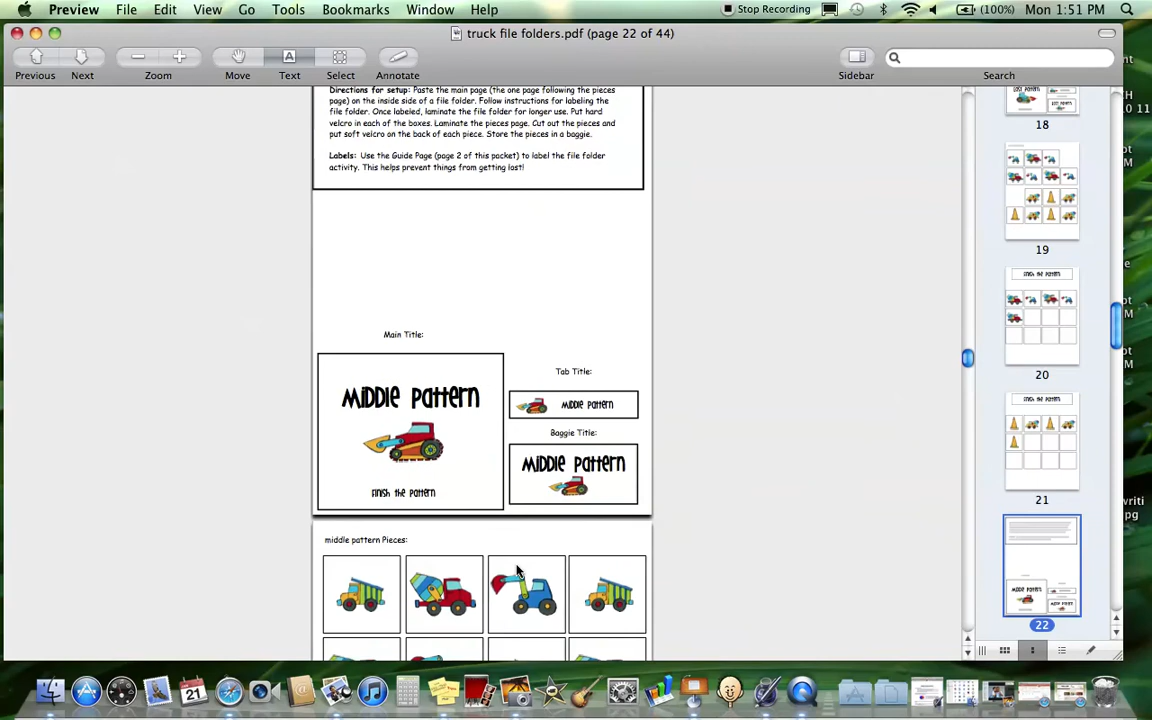 Preview File Edit View Go Tools Bookmarks Window Help Stop Recording (100%) Mon 1:51 PM
truck file folders.pdf (page 22 of 44)
Previous Next Zoom Move Text Select Annotate Sidebar Search
Directions for setup: Paste the main page (the one page following the pieces
page) on the inside side of a file folder. Follow instructions for labeling the
file folder. Once labeled, laminate the file folder for longer use. Put hard
velcro in each of the boxes. Laminate the pieces page. Cut out the pieces and
put soft velcro on the back of each piece. Store the pieces in a baggie.
Labels: Use the Guide Page (page 2 of this packet) to label the file folder
activity. This helps prevent things from getting lost!
Main Title:
Middle Pattern
Finish the Pattern
Tab Title:
Middle Pattern
Baggie Title:
Middle Pattern
middle pattern Pieces:
18
19
Finish the Pattern
20
Finish the Pattern
21
Middle Pattern
22
21